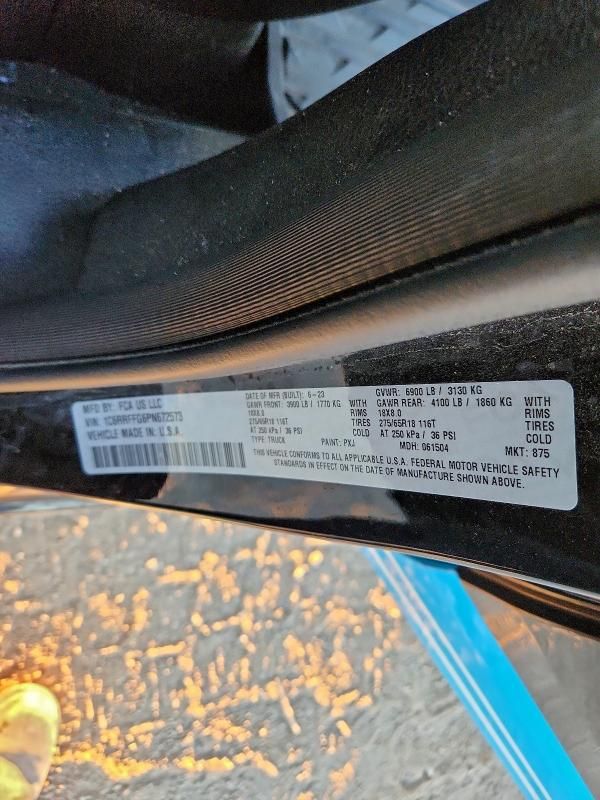 MFD BY: FCA US LLC
VIN: 1C6RRFFG6PN672573
VEHICLE MADE IN U.S.A.
DATE OF MFR (BUILT): 6-23
GAWR FRONT: 3900 LB / 1770 KG WITH
18X8.0 RIMS
275/65R18 116T TIRES
AT 250 kPa / 36 PSI COLD
TYPE: TRUCK PAINT: PXJ
GVWR: 6900 LB / 3130 KG
GAWR REAR: 4100 LB / 1860 KG WITH
18X8.0 RIMS
275/65R18 116T TIRES
AT 250 kPa / 36 PSI COLD
MDH: 061504 MKT: 875
THIS VEHICLE CONFORMS TO ALL APPLICABLE U.S.A. FEDERAL MOTOR VEHICLE SAFETY
STANDARDS IN EFFECT ON THE DATE OF MANUFACTURE SHOWN ABOVE.